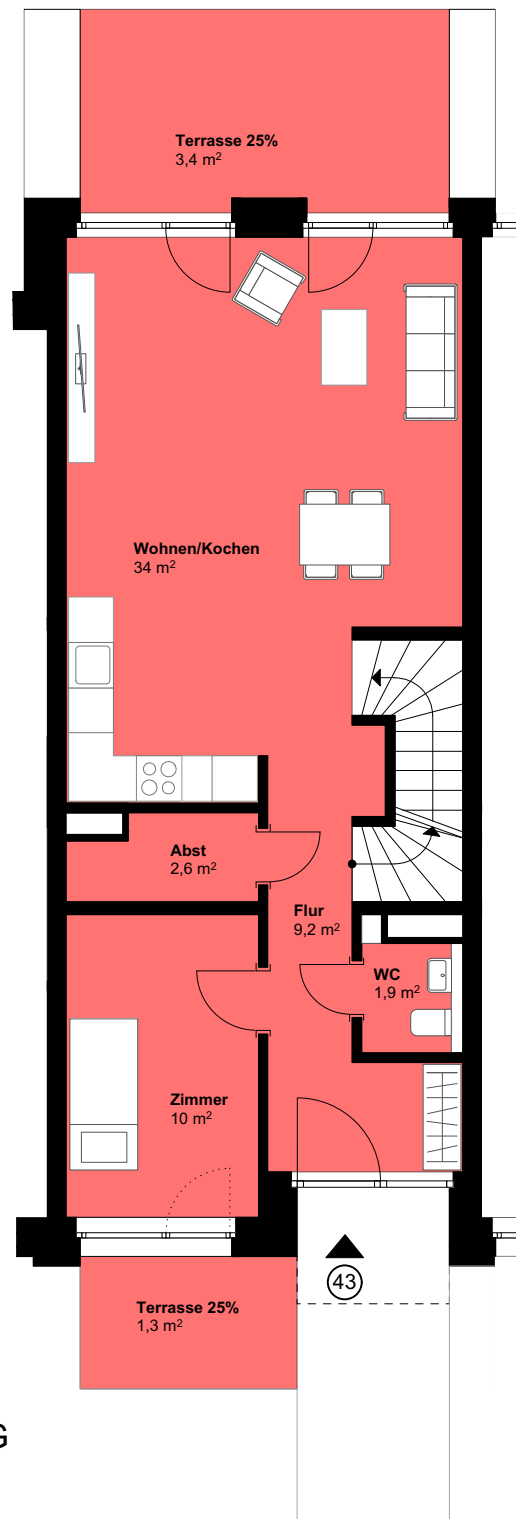 Terrasse 25%
3,4 m²
Wohnen/Kochen
34 m²
Abst
2,6 m²
Flur
9,2 m²
WC
1,9 m²
Zimmer
10 m²
43
Terrasse 25%
1,3 m²
G